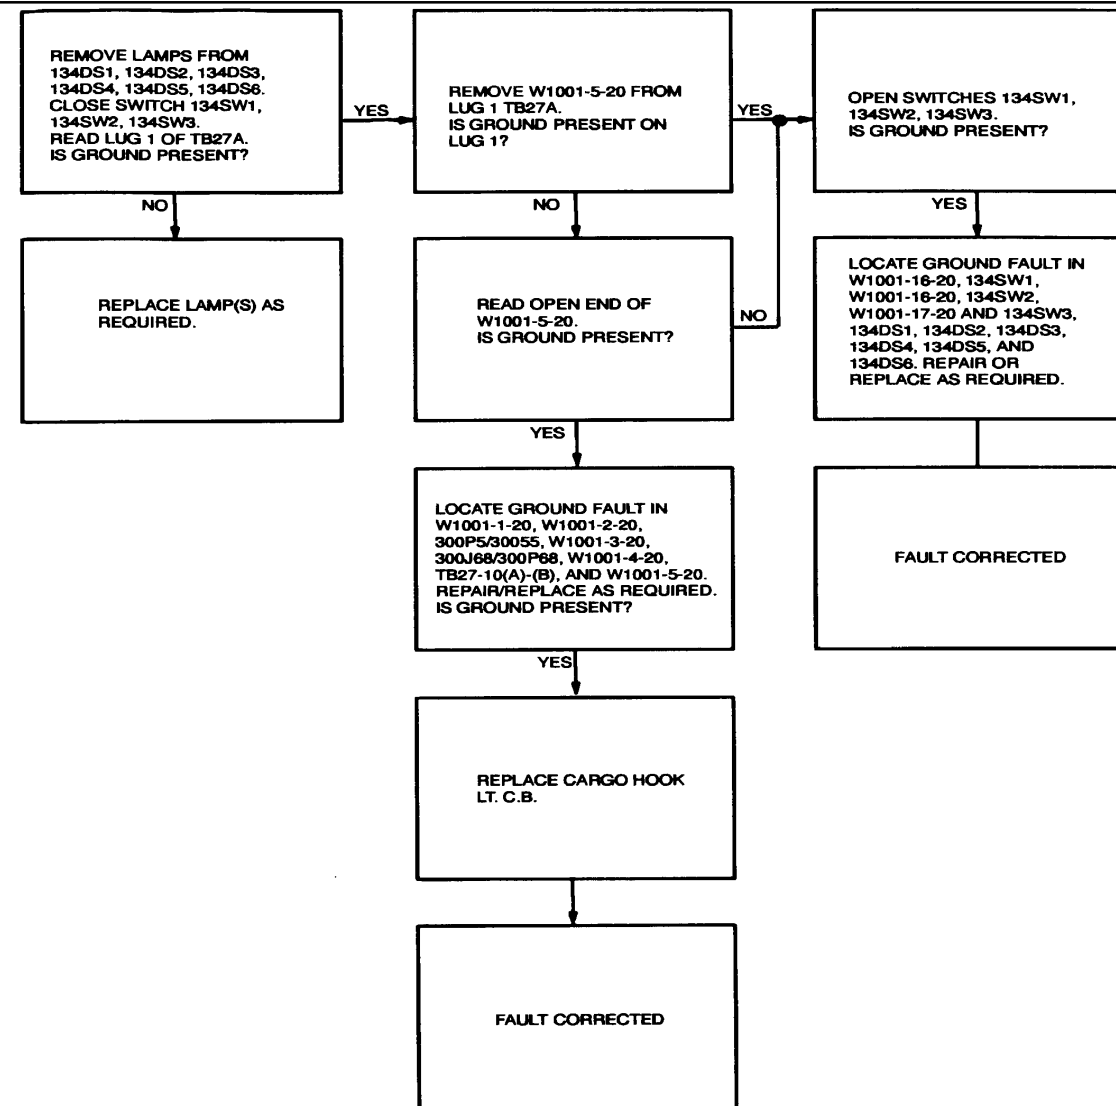 REMOVE LAMPS FROM
134DS1, 134DS2, 134DS3,
134DS4, 134DS5, 134DS6.
CLOSE SWITCH 134SW1,
134SW2, 134SW3.
READ LUG 1 OF TB27A.
IS GROUND PRESENT?
YES
REMOVE W1001-5-20 FROM
LUG 1 TB27A.
IS GROUND PRESENT ON
LUG 1?
YES
OPEN SWITCHES 134SW1,
134SW2, 134SW3.
IS GROUND PRESENT?
NO
NO
YES
REPLACE LAMP(S) AS
REQUIRED.
READ OPEN END OF
W1001-5-20.
IS GROUND PRESENT?
NO
LOCATE GROUND FAULT IN
W1001-16-20, 134SW1,
W1001-16-20, 134SW2,
W1001-17-20 AND 134SW3,
134DS1, 134DS2, 134DS3,
134DS4, 134DS5, AND
134DS6. REPAIR OR
REPLACE AS REQUIRED.
YES
LOCATE GROUND FAULT IN
W1001-1-20, W1001-2-20,
300P5/30055, W1001-3-20,
300J68/300P68, W1001-4-20,
TB27-10(A)-(B), AND W1001-5-20.
REPAIR/REPLACE AS REQUIRED.
IS GROUND PRESENT?
FAULT CORRECTED
YES
REPLACE CARGO HOOK
LT. C.B.
FAULT CORRECTED